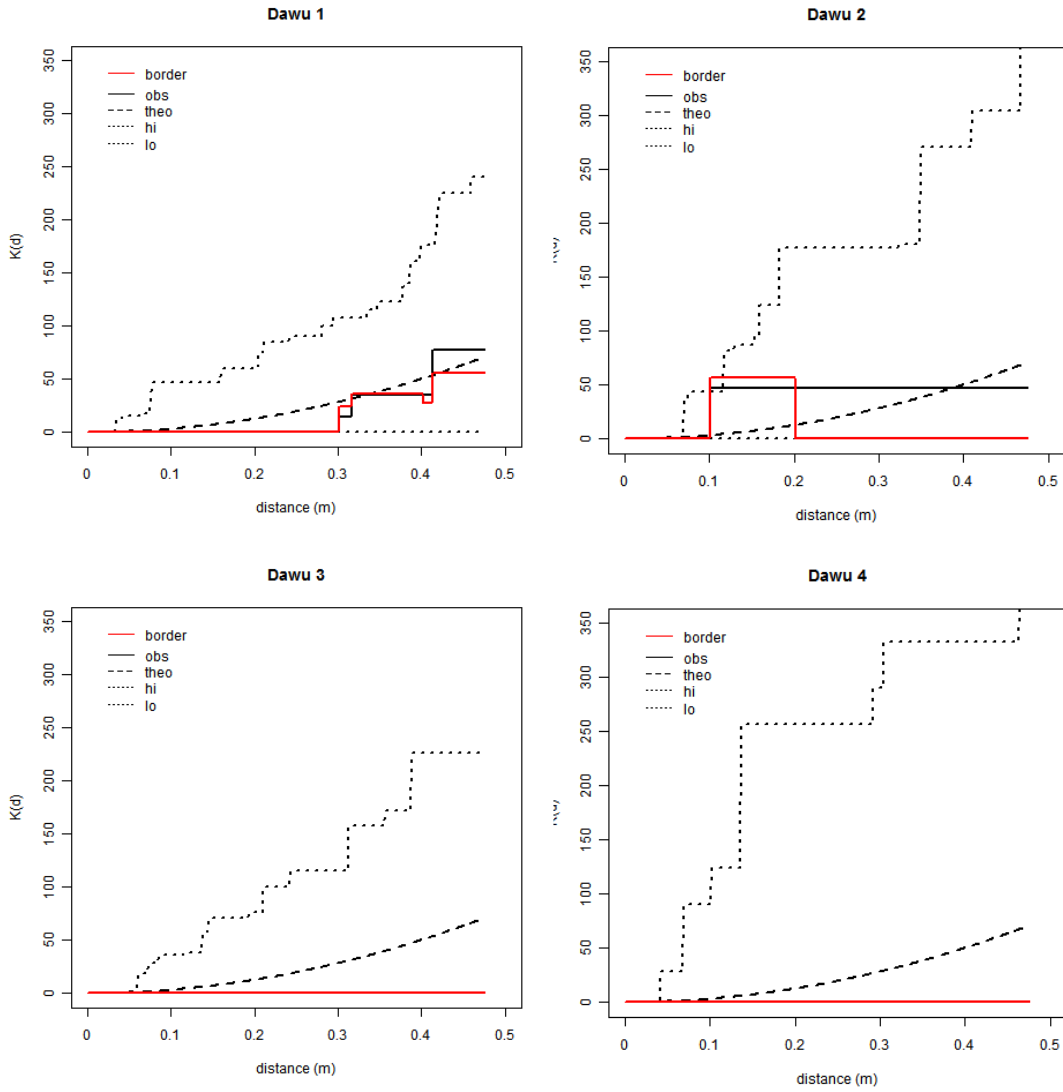 Dawu 1
350
300
250
200
150
100
50
0
K(d)
border
obs
theo
hi
lo
0 0.1 0.2 0.3 0.4 0.5
distance (m)
Dawu 2
350
300
250
200
150
100
50
0
K(d)
border
obs
theo
hi
lo
0 0.1 0.2 0.3 0.4 0.5
distance (m)
Dawu 3
350
300
250
200
150
100
50
0
K(d)
border
obs
theo
hi
lo
0 0.1 0.2 0.3 0.4 0.5
distance (m)
Dawu 4
350
300
250
200
150
100
50
0
K(d)
border
obs
theo
hi
lo
0 0.1 0.2 0.3 0.4 0.5
distance (m)